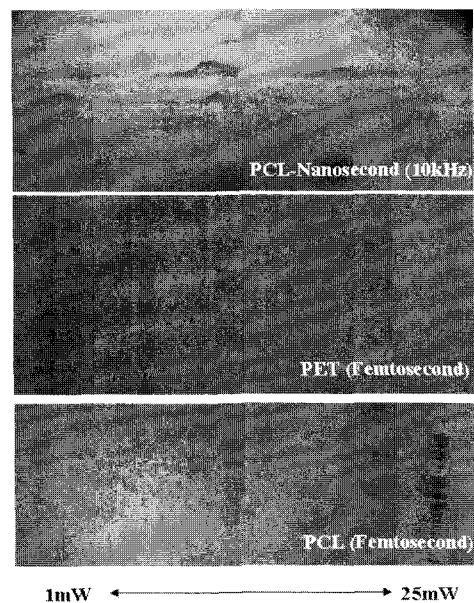 PCL-Nanosecond (10kHz)
PET (Femtosecond)
PCL (Femtosecond)
1mW 25mW